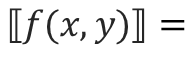 ⟦f(x, y)⟧ =